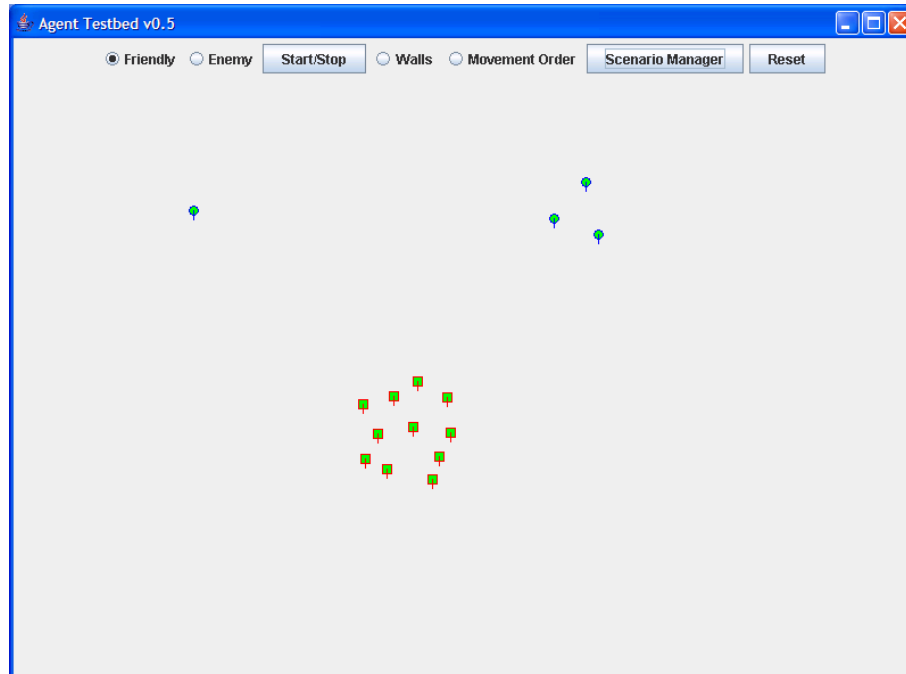 Agent Testbed v0.5
Friendly Enemy Start/Stop Walls Movement Order Scenario Manager Reset